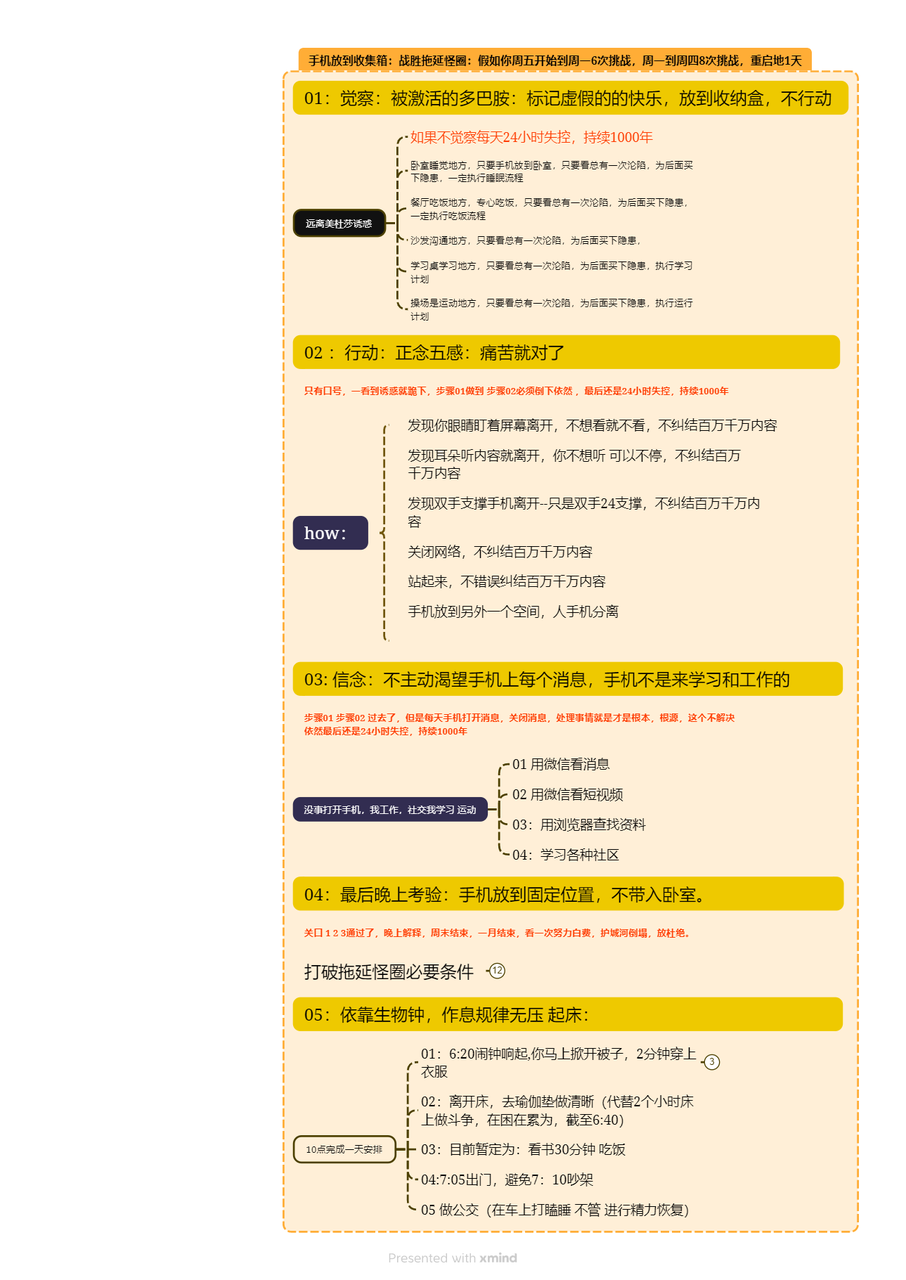 手机放到收集箱：战胜拖延怪圈：假如你周五开始到周一6次挑战，周一到周四8次挑战，重启地1天
01：觉察：被激活的多巴胺：标记虚假的的快乐，放到收纳盒，不行动
如果不觉察每天24小时失控，持续1000年
卧室睡觉地方，只要手机放到卧室，只要看总有一次沦陷，为后面买
下隐患，一定执行睡眠流程
餐厅吃饭地方，专心吃饭，只要看总有一次沦陷，为后面买下隐患，
一定执行吃饭流程
远离美杜莎诱惑
沙发沟通地方，只要看总有一次沦陷，为后面买下隐患，
学习桌学习地方，只要看总有一次沦陷，为后面买下隐患，执行学习
计划
操场是运动地方，只要看总有一次沦陷，为后面买下隐患，执行运行
计划
02 ：行动：正念五感：痛苦就对了
只有口号，一看到诱惑就跪下，步骤01做到 步骤02必须倒下依然 ，最后还是24小时失控，持续1000年
发现你眼睛盯着屏幕离开，不想看就不看，不纠结百万千万内容
发现耳朵听内容就离开，你不想听 可以不停，不纠结百万
千万内容
发现双手支撑手机离开--只是双手24支撑，不纠结百万千万内
容
how：
关闭网络，不纠结百万千万内容
站起来，不错误纠结百万千万内容
手机放到另外一个空间，人手机分离
03: 信念：不主动渴望手机上每个消息，手机不是来学习和工作的
步骤01 步骤02 过去了，但是每天手机打开消息，关闭消息，处理事情就是才是根本，根源，这个不解决
依然最后还是24小时失控，持续1000年
01 用微信看消息
02 用微信看短视频
没事打开手机，我工作，社交我学习 运动
03：用浏览器查找资料
04：学习各种社区
04：最后晚上考验：手机放到固定位置，不带入卧室。
关口 1 2 3通过了，晚上解释，周末结束，一月结束，看一次努力白费，护城河倒塌，放杜绝。
打破拖延怪圈必要条件
12
05：依靠生物钟，作息规律无压 起床：
01：6:20闹钟响起,你马上掀开被子，2分钟穿上
衣服
3
02：离开床，去瑜伽垫做清晰（代替2个小时床
上做斗争，在困在累为，截至6:40）
10点完成一天安排
03：目前暂定为：看书30分钟 吃饭
04:7:05出门，避免7：10吵架
05 做公交（在车上打瞌睡 不管 进行精力恢复）
Presented with xmind